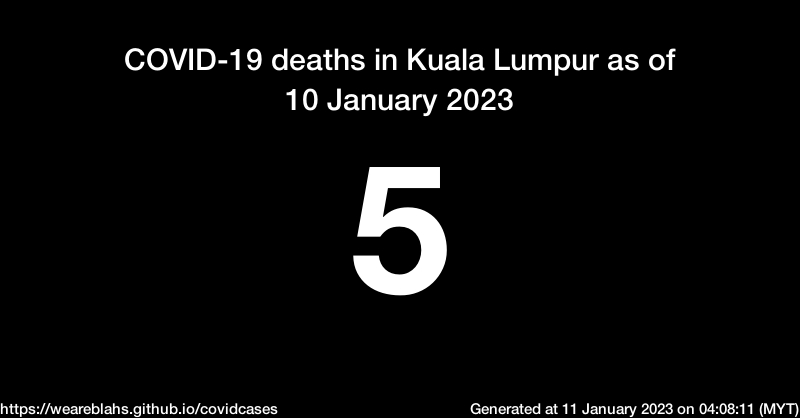 COVID-19 deaths in Kuala Lumpur as of
10 January 2023
5
https://weareblahs.github.io/covidcases
Generated at 11 January 2023 on 04:08:11 (MYT)